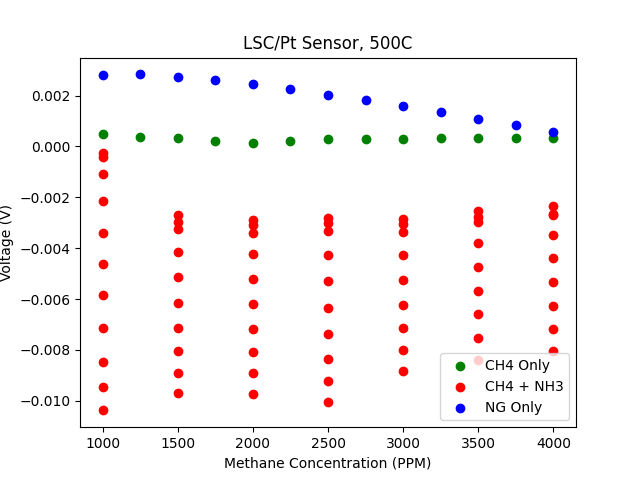 LSC/Pt Sensor, 500C
Voltage (V)
0.002
0.000
−0.002
−0.004
−0.006
−0.008
−0.010
CH4 Only
CH4 + NH3
NG Only
1000 1500 2000 2500 3000 3500 4000
Methane Concentration (PPM)